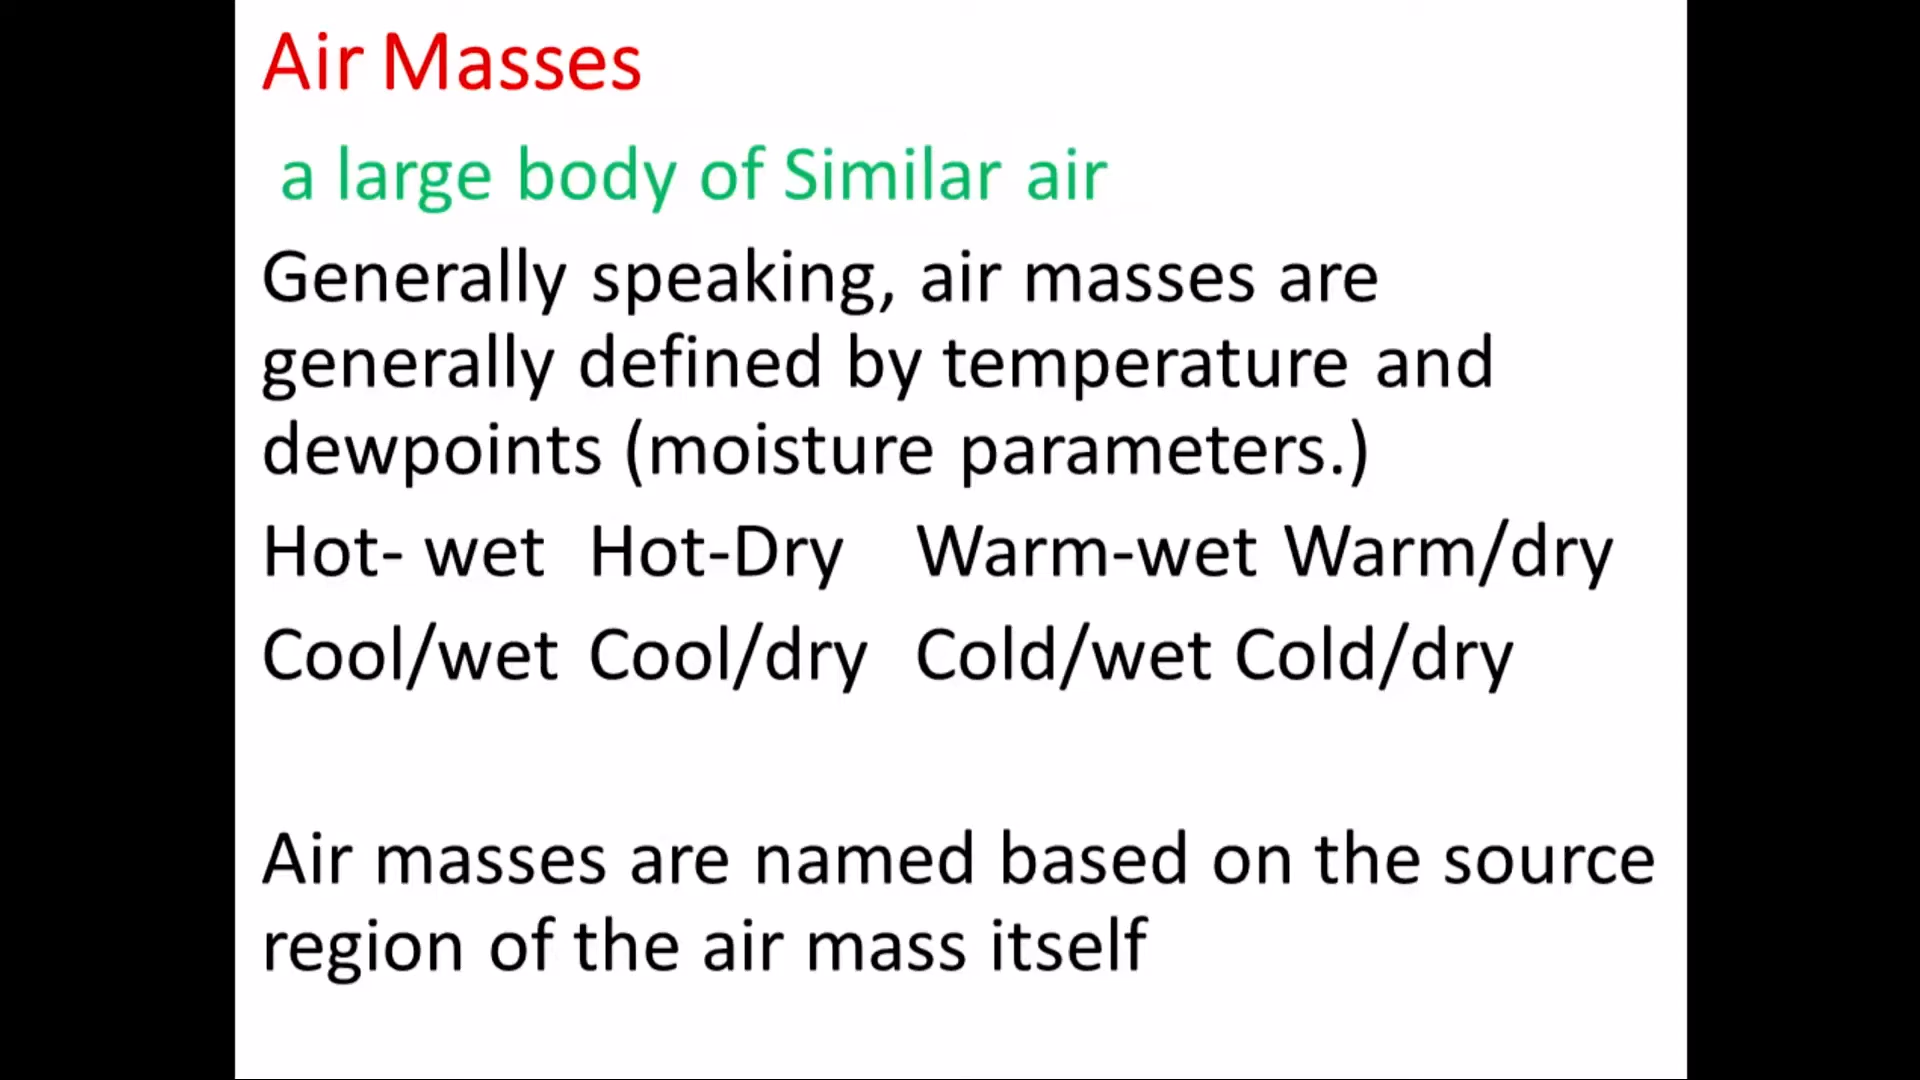 Air Masses
a large body of Similar air
Generally speaking, air masses are
generally defined by temperature and
dewpoints (moisture parameters.)
Hot- wet Hot-Dry Warm-wet Warm/dry
Cool/wet Cool/dry Cold/wet Cold/dry
Air masses are named based on the source
region of the air mass itself